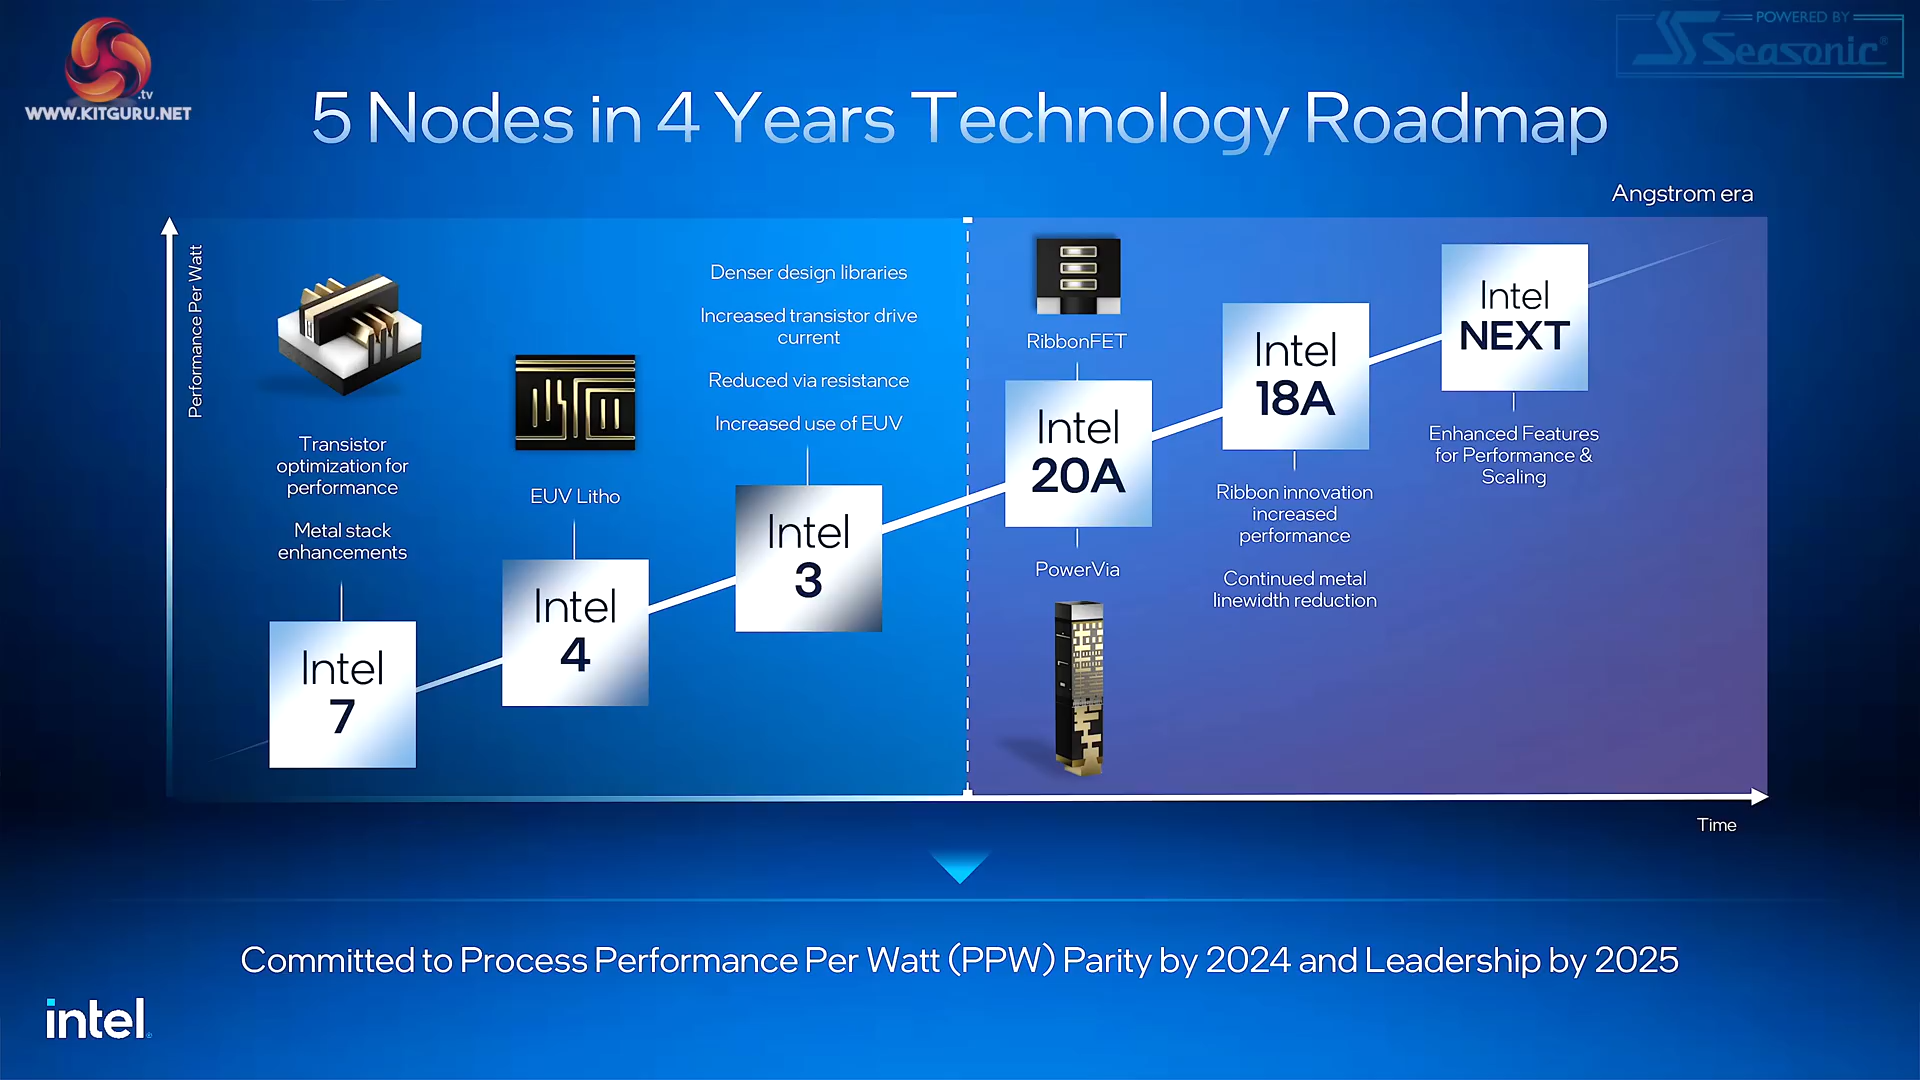 .tv
WWW.KITGURU.NET
POWERED BY
Seasonic®
5 Nodes in 4 Years Technology Roadmap
Angstrom era
Performance Per Watt
Transistor
optimization for
performance
Metal stack
enhancements
Intel
7
EUV Litho
Intel
4
Denser design libraries
Increased transistor drive
current
Reduced via resistance
Increased use of EUV
Intel
3
RibbonFET
Intel
20A
PowerVia
Intel
18A
Ribbon innovation
increased
performance
Continued metal
linewidth reduction
Intel
NEXT
Enhanced Features
for Performance &
Scaling
Time
Committed to Process Performance Per Watt (PPW) Parity by 2024 and Leadership by 2025
intel.